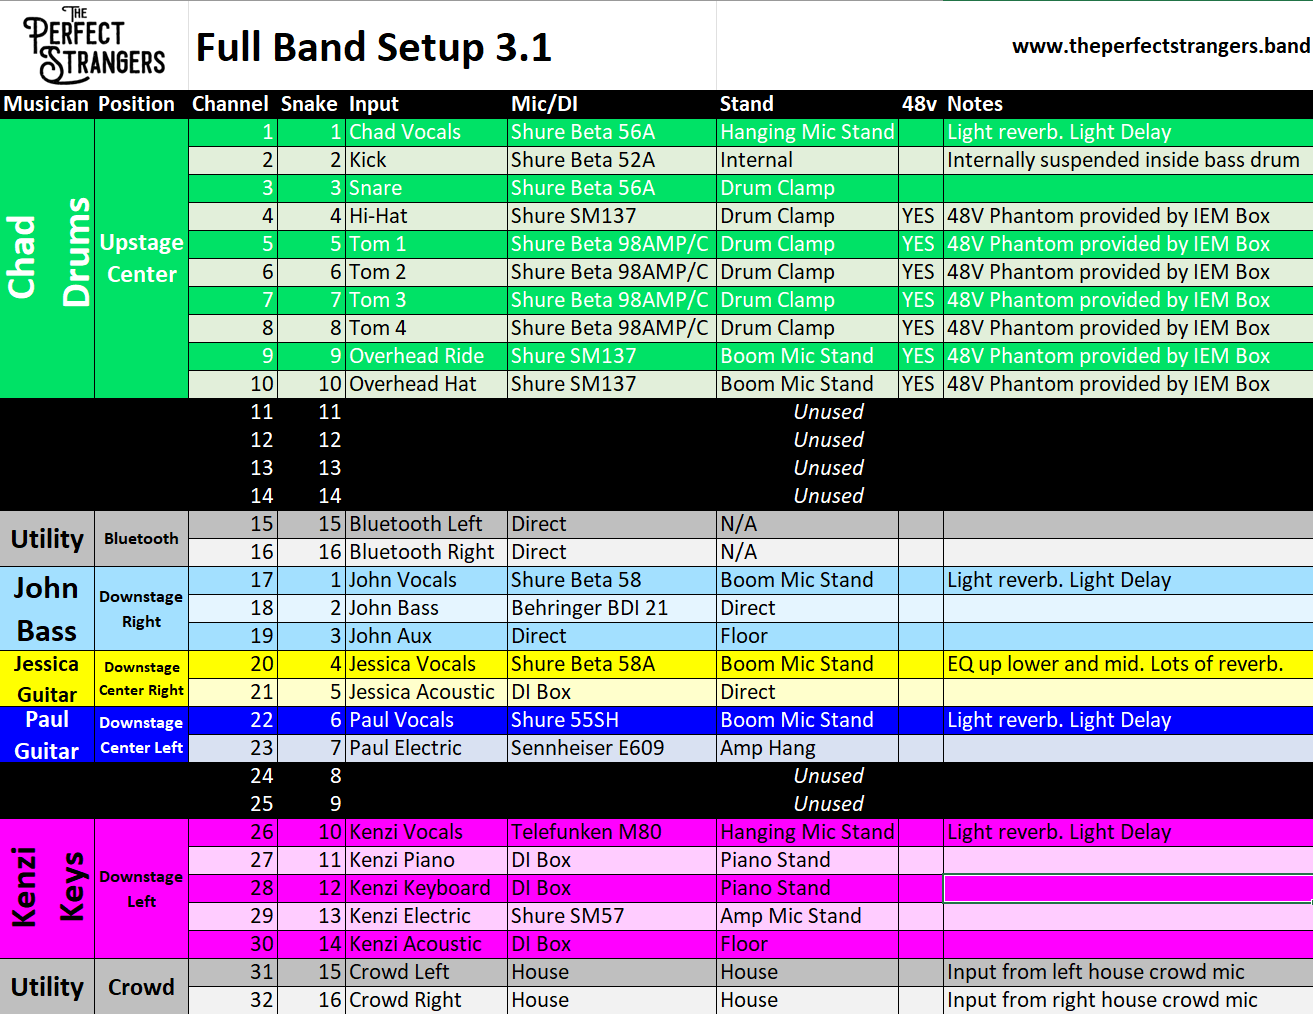 THE
PERFECT
STRANGERS
Full Band Setup 3.1
www.theperfectstrangers.band
Musician Position Channel Snake Input Mic/DI Stand 48v Notes
Chad Drums
Upstage Center
1 1 Chad Vocals Shure Beta 56A Hanging Mic Stand Light reverb. Light Delay
2 2 Kick Shure Beta 52A Internal Internally suspended inside bass drum
3 3 Snare Shure Beta 56A Drum Clamp
4 4 Hi-Hat Shure SM137 Drum Clamp YES 48V Phantom provided by IEM Box
5 5 Tom 1 Shure Beta 98AMP/C Drum Clamp YES 48V Phantom provided by IEM Box
6 6 Tom 2 Shure Beta 98AMP/C Drum Clamp YES 48V Phantom provided by IEM Box
7 7 Tom 3 Shure Beta 98AMP/C Drum Clamp YES 48V Phantom provided by IEM Box
8 8 Tom 4 Shure Beta 98AMP/C Drum Clamp YES 48V Phantom provided by IEM Box
9 9 Overhead Ride Shure SM137 Boom Mic Stand YES 48V Phantom provided by IEM Box
10 10 Overhead Hat Shure SM137 Boom Mic Stand YES 48V Phantom provided by IEM Box
11 11 Unused
12 12 Unused
13 13 Unused
14 14 Unused
Utility
Bluetooth
15 15 Bluetooth Left Direct N/A
16 16 Bluetooth Right Direct N/A
John Bass
Downstage Right
17 1 John Vocals Shure Beta 58 Boom Mic Stand Light reverb. Light Delay
18 2 John Bass Behringer BDI 21 Direct
19 3 John Aux Direct Floor
Jessica Guitar
Downstage Center Right
20 4 Jessica Vocals Shure Beta 58A Boom Mic Stand EQ up lower and mid. Lots of reverb.
21 5 Jessica Acoustic DI Box Direct
Paul Guitar
Downstage Center Left
22 6 Paul Vocals Shure 55SH Boom Mic Stand Light reverb. Light Delay
23 7 Paul Electric Sennheiser E609 Amp Hang
24 8 Unused
25 9 Unused
Kenzi Keys
Downstage Left
26 10 Kenzi Vocals Telefunken M80 Hanging Mic Stand Light reverb. Light Delay
27 11 Kenzi Piano DI Box Piano Stand
28 12 Kenzi Keyboard DI Box Piano Stand
29 13 Kenzi Electric Shure SM57 Amp Mic Stand
30 14 Kenzi Acoustic DI Box Floor
Utility
Crowd
31 15 Crowd Left House House Input from left house crowd mic
32 16 Crowd Right House House Input from right house crowd mic